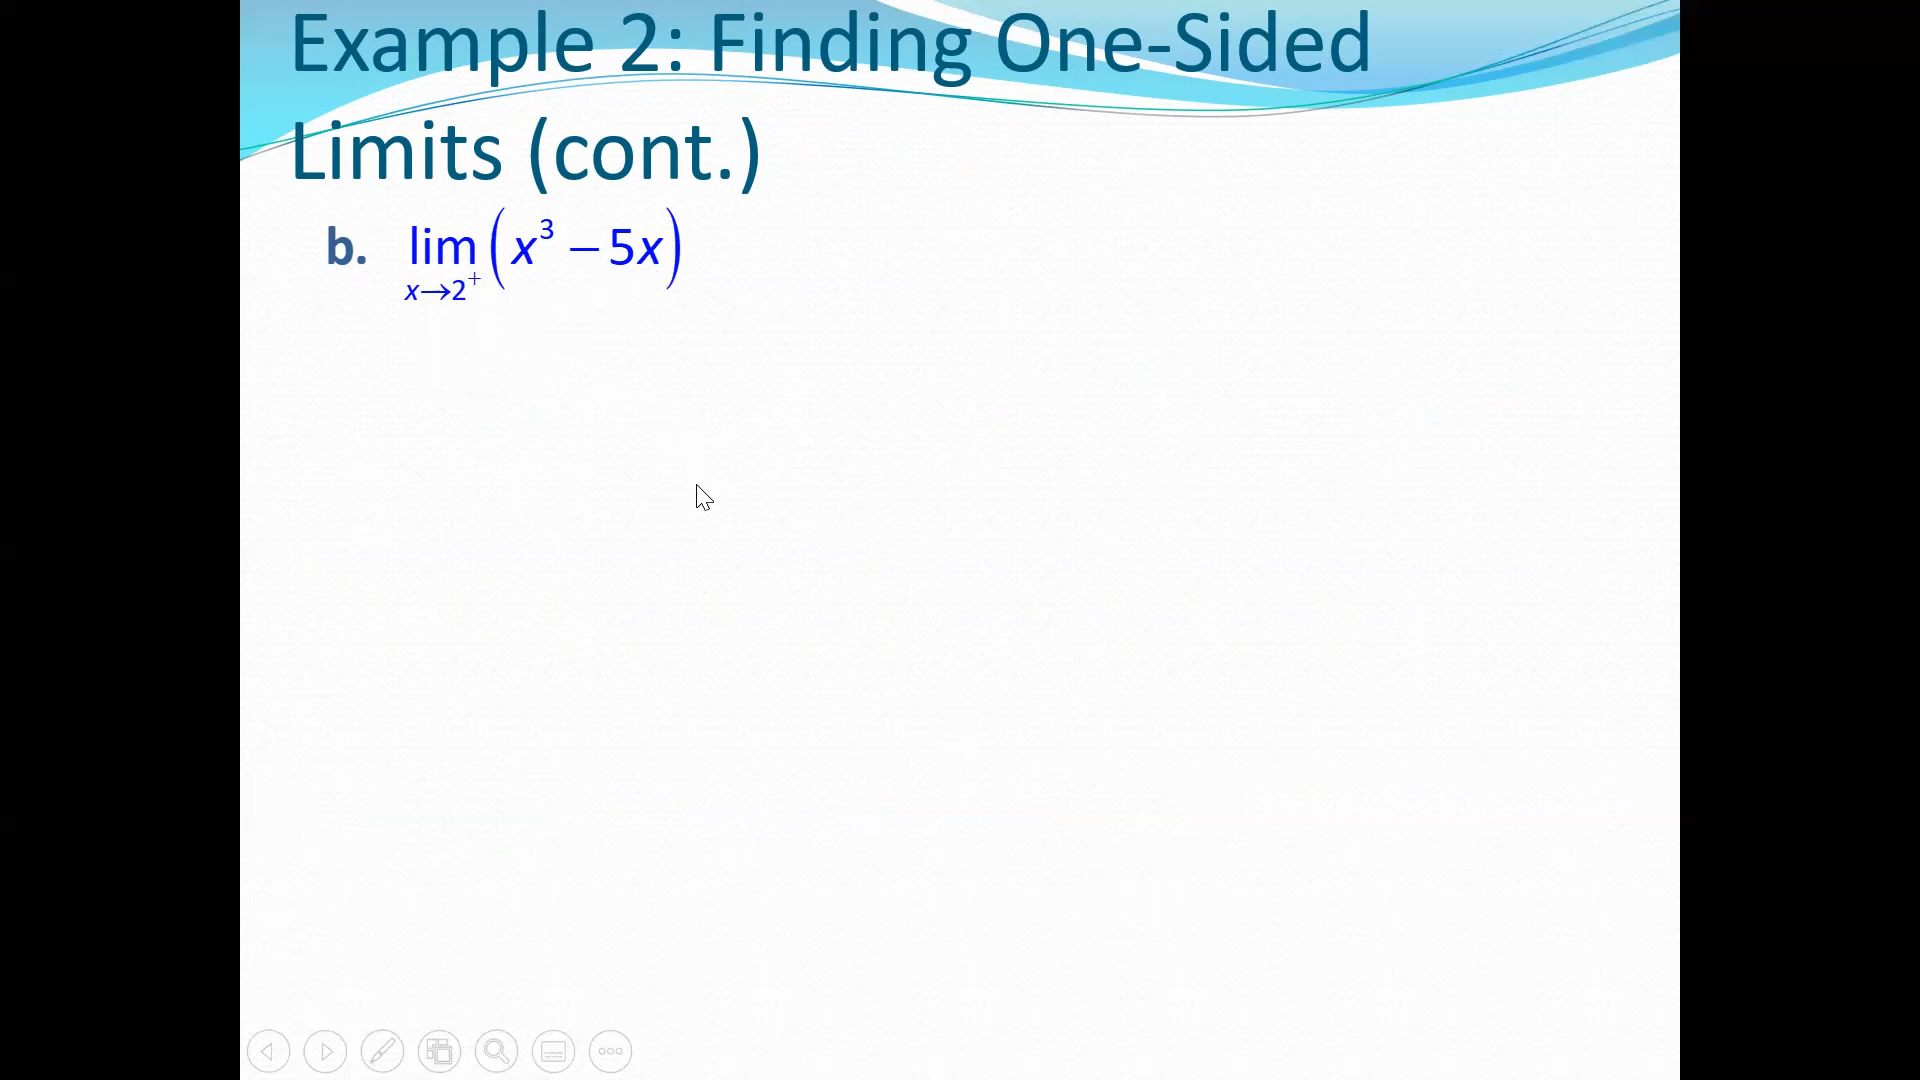 Example 2: Finding One-Sided
Limits (cont.)
b. lim (x³ – 5x)
x→2⁺